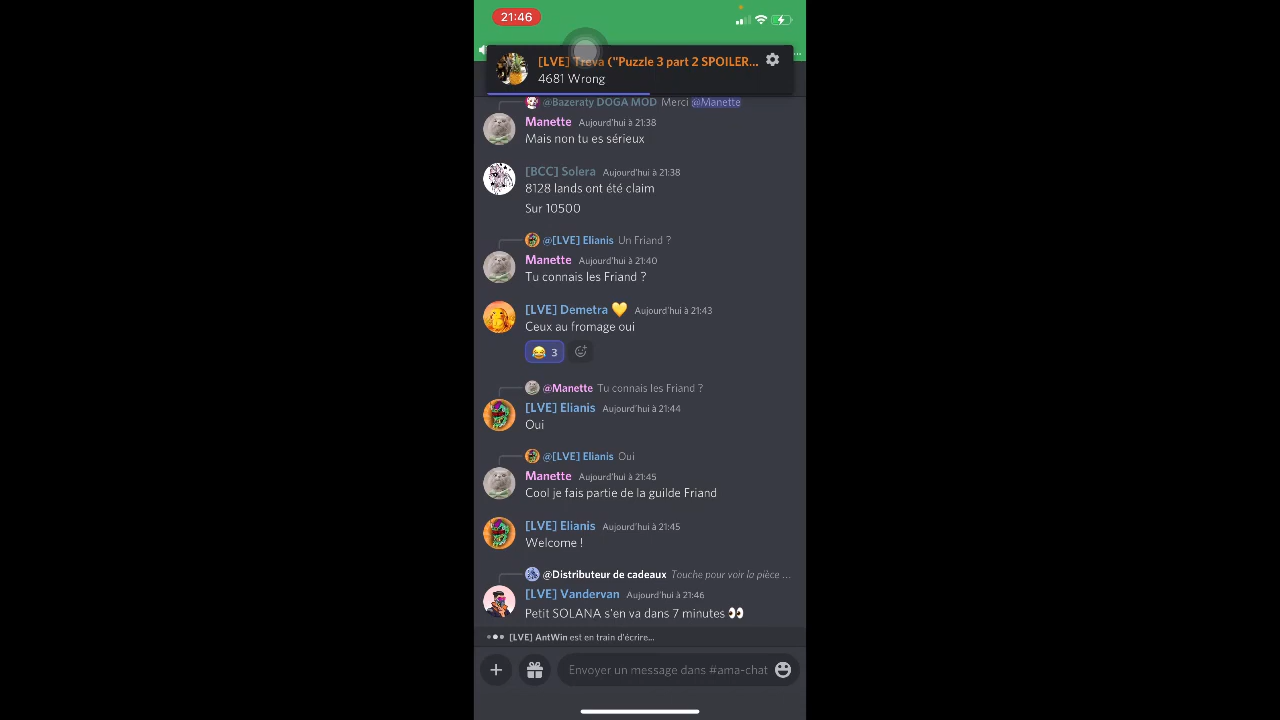 21:46
[LVE] Treva ("Puzzle 3 part 2 SPOILER...
4681 Wrong
@Bazeraty DOGA MOD Merci @Manette
Manette Aujourd'hui à 21:38
Mais non tu es sérieux
[BCC] Solera Aujourd'hui à 21:38
8128 lands ont été claim
Sur 10500
@[LVE] Elianis Un Friand ?
Manette Aujourd'hui à 21:40
Tu connais les Friand ?
[LVE] Demetra 💛 Aujourd'hui à 21:43
Ceux au fromage oui
😂 3
@Manette Tu connais les Friand ?
[LVE] Elianis Aujourd'hui à 21:44
Oui
@[LVE] Elianis Oui
Manette Aujourd'hui à 21:45
Cool je fais partie de la guilde Friand
[LVE] Elianis Aujourd'hui à 21:45
Welcome !
@Distributeur de cadeaux Touche pour voir la pièce ...
[LVE] Vandervan Aujourd'hui à 21:46
Petit SOLANA s'en va dans 7 minutes 👀
[LVE] AntWin est en train d'écrire...
Envoyer un message dans #ama-chat